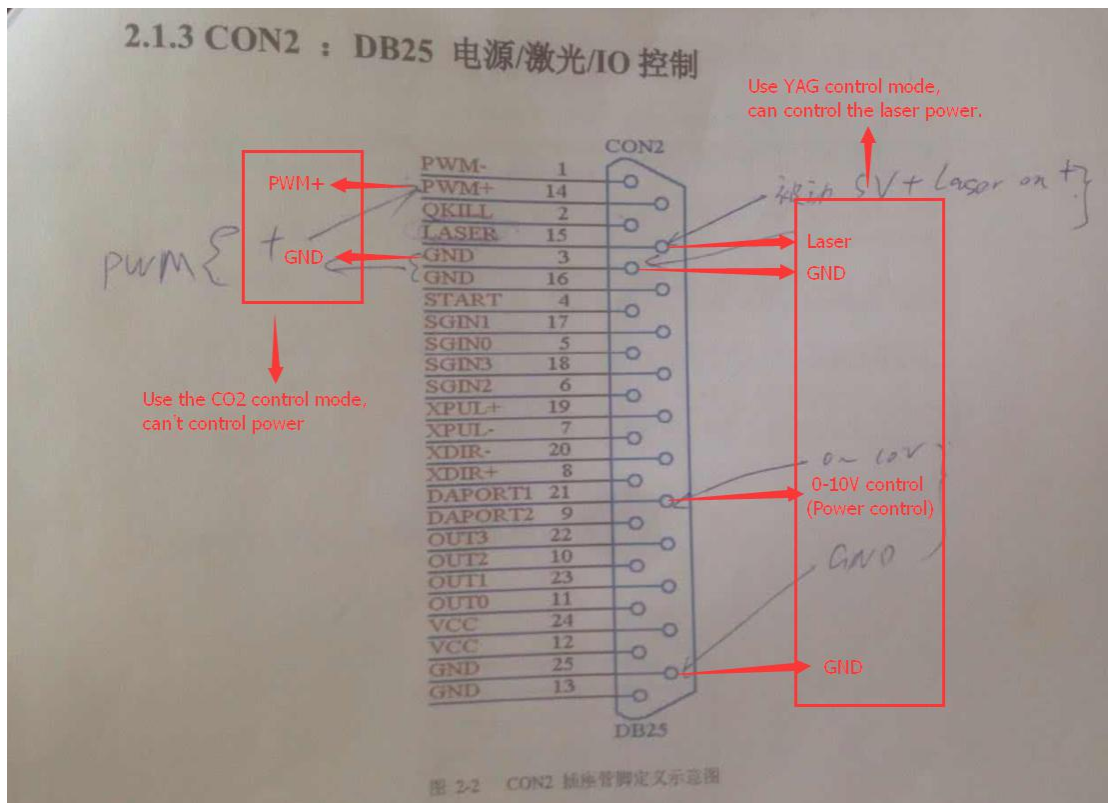 2.1.3 CON2 : DB25 电源/激光/IO 控制
Use YAG control mode,
can control the laser power.
CON2
PWM- 1
PWM+ 14
QKILL 2
LASER 15
GND 3
GND 16
START 4
SGIN1 17
SGIN0 5
SGIN3 18
SGIN2 6
XPUL+ 19
XPUL- 7
XDIR- 20
XDIR+ 8
DAPORT1 21
DAPORT2 9
OUT3 22
OUT2 10
OUT1 23
OUT0 11
VCC 24
VCC 12
GND 25
GND 13
DB25
PWM+
GND
PWM{ +
Use the CO2 control mode,
can't control power
5V + Laser on +
Laser
GND
0~10V
0-10V control
(Power control)
GND
GND
图 2-2 CON2 插座管脚定义示意图